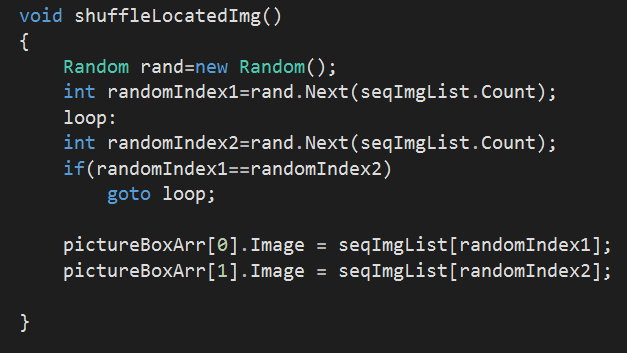 void shuffleLocatedImg()
{
    Random rand=new Random();
    int randomIndex1=rand.Next(seqImgList.Count);
    loop:
    int randomIndex2=rand.Next(seqImgList.Count);
    if(randomIndex1==randomIndex2)
        goto loop;

    pictureBoxArr[0].Image = seqImgList[randomIndex1];
    pictureBoxArr[1].Image = seqImgList[randomIndex2];

}